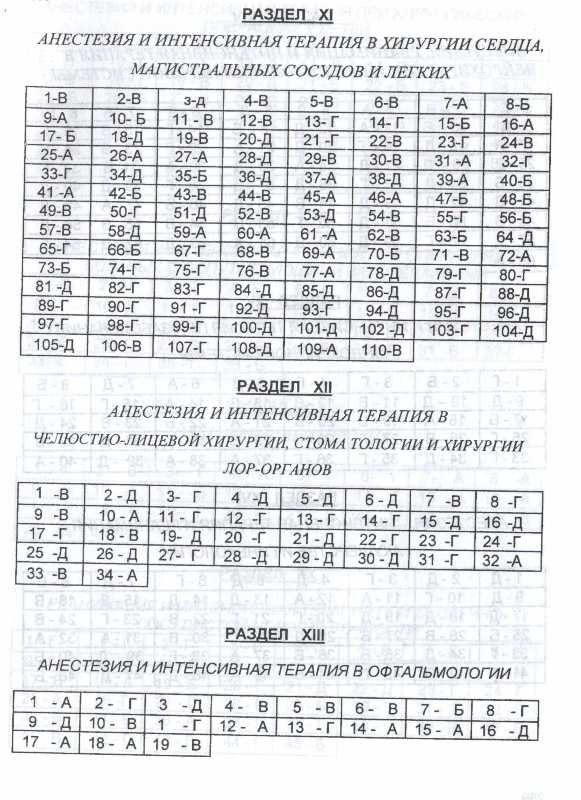 РАЗДЕЛ XI
АНЕСТЕЗИЯ И ИНТЕНСИВНАЯ ТЕРАПИЯ В ХИРУРГИИ СЕРДЦА,
МАГИСТРАЛЬНЫХ СОСУДОВ И ЛЕГКИХ
1-В 2-В з-д 4-В 5-В 6-В 7-А 8-Б
9-А 10- Б 11 - В 12-В 13- Г 14- Г 15-Б 16-А
17- Б 18-Д 19-В 20-Д 21 -Г 22-В 23-Г 24-В
25-А 26-А 27-А 28-Д 29-В 30-В 31 -А 32-Г
33-Г 34-Д 35-Б 36-Д 37-А 38-Д 39-А 40-Б
41 -А 42-Б 43-В 44-В 45-А 46-А 47-Б 48-Б
49-В 50-Г 51-Д 52-В 53-Д 54-В 55-Г 56-Б
57-В 58-Д 59-А 60-А 61 -А 62-В 63-Б 64 -Д
65-Г 66-Б 67-Г 68-В 69-А 70-Б 71 -В 72-А
73-Б 74-Г 75-Г 76-В 77-А 78-Д 79-Г 80-Г
81 -Д 82-Г 83-Г 84 -Д 85-Д 86-Д 87-Г 88-Д
89-Г 90-Г 91 -Г 92-Д 93-Г 94-Д 95-Г 96-Д
97-Г 98-Г 99-Г 100-Д 101-Д 102 -Д 103-Г 104-Д
105-Д 106-В 107-Г 108-Д 109-А 110-В
РАЗДЕЛ XII
АНЕСТЕЗИЯ И ИНТЕНСИВНАЯ ТЕРАПИЯ В
ЧЕЛЮСТИО-ЛИЦЕВОЙ ХИРУРГИИ, СТОМА ТОЛОГИИ И ХИРУРГИИ
ЛОР-ОРГАНОВ
1 -В 2 - Д 3- Г 4 -Д 5 - Д 6 - Д 7 -В 8 -Г
9 -В 10 - А 11 - Г 12 -Г 13 - Г 14 - Г 15 -Д 16 -Д
17 -Г 18 - В 19- Д 20 -Г 21 - Д 22 - Г 23 -Г 24 -Г
25 -Д 26 - Д 27- Г 28 -Д 29 - Д 30 - Д 31 -Г 32 -А
33 -В 34 - А
РАЗДЕЛ XIII
АНЕСТЕЗИЯ И ИНТЕНСИВНАЯ ТЕРАПИЯ В ОФТАЛЬМОЛОГИИ
1 - А 2 - Г 3 - Д 4 - В 5 - В 6 - В 7 - Б 8 - Г
9 - Д 10 - В 1 - Г 12 - А 13 - Г 14 - А 15 - А 16 - Д
17 - А 18 - А 19 - В